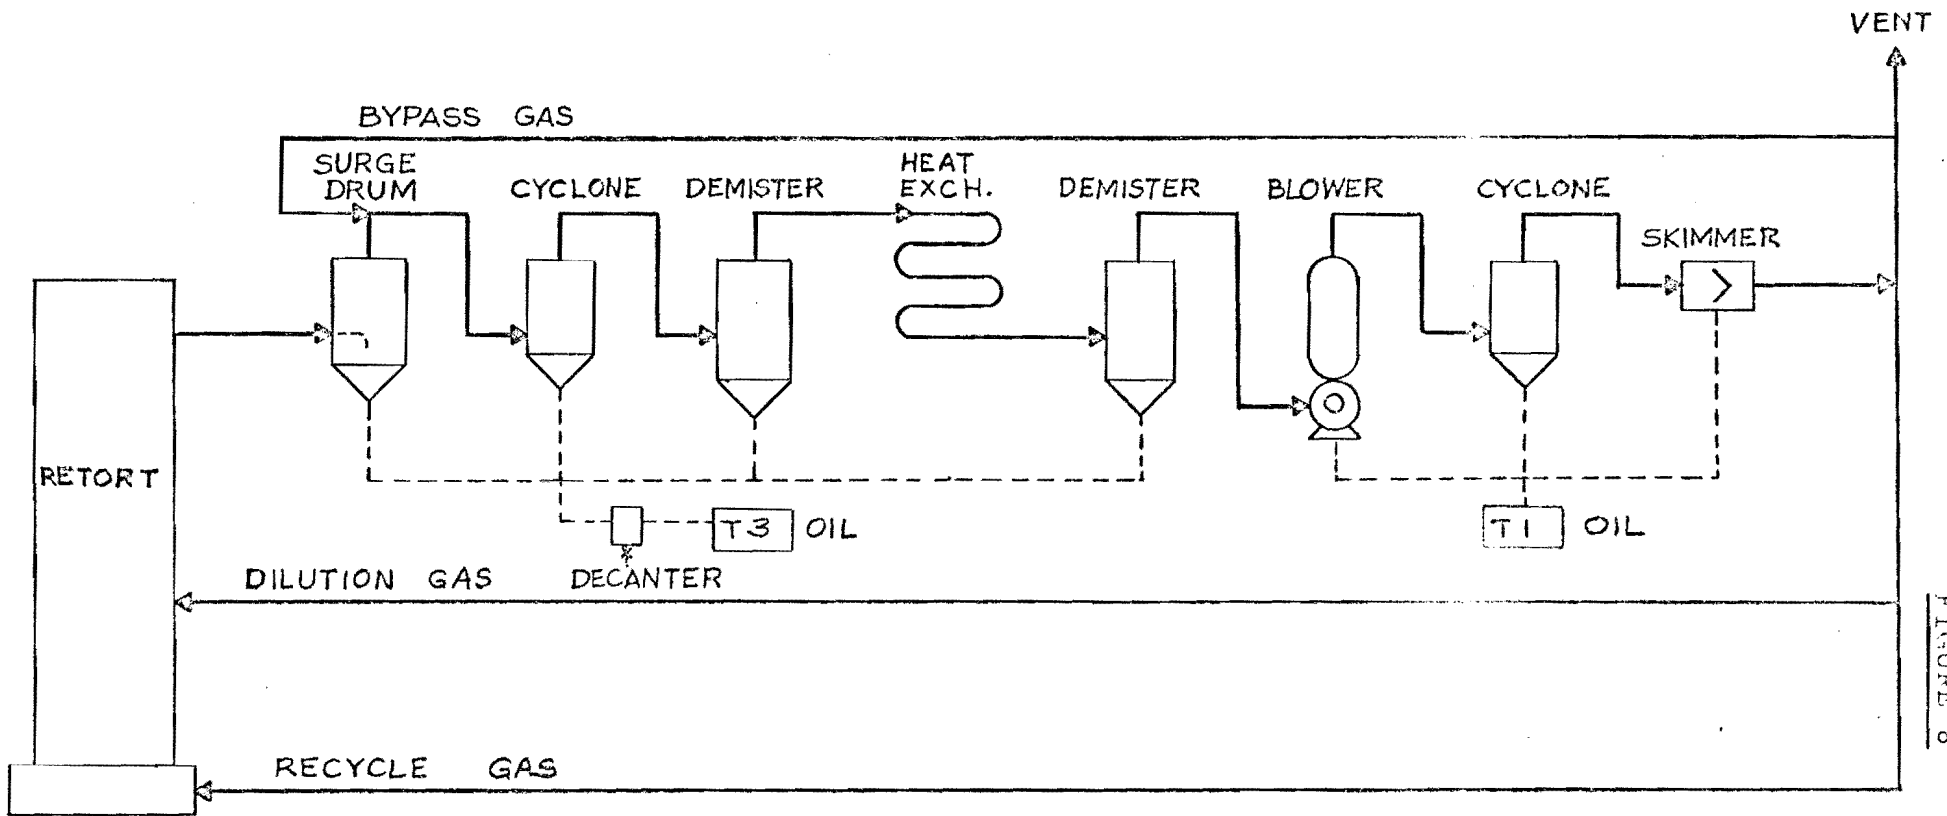 VENT
BYPASS GAS
SURGE
DRUM
CYCLONE
DEMISTER
HEAT
EXCH.
DEMISTER
BLOWER
CYCLONE
SKIMMER
RETORT
T3 OIL
T1 OIL
DECANTER
DILUTION GAS
RECYCLE GAS
FIGURE